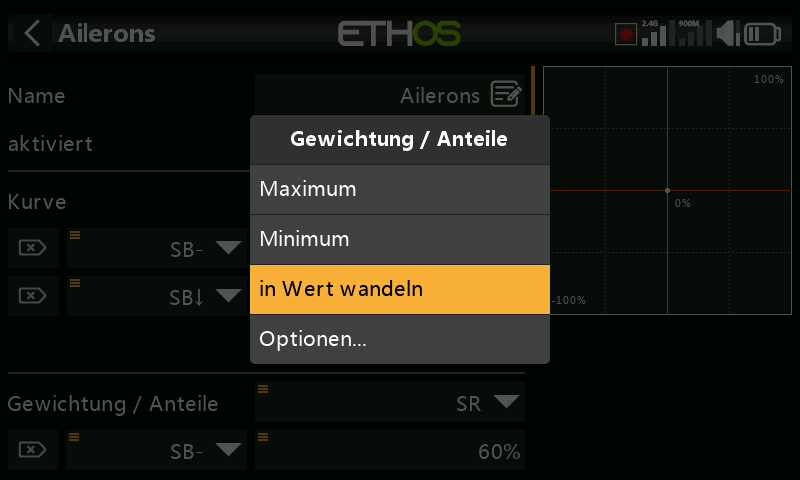 Ailerons
ETHOS
2.4G
900M
Name
Ailerons
aktiviert
Gewichtung / Anteile
Maximum
Minimum
in Wert wandeln
Optionen...
Kurve
SB-
SB↓
Gewichtung / Anteile
SR
SB-
60%
100%
0%
-100%